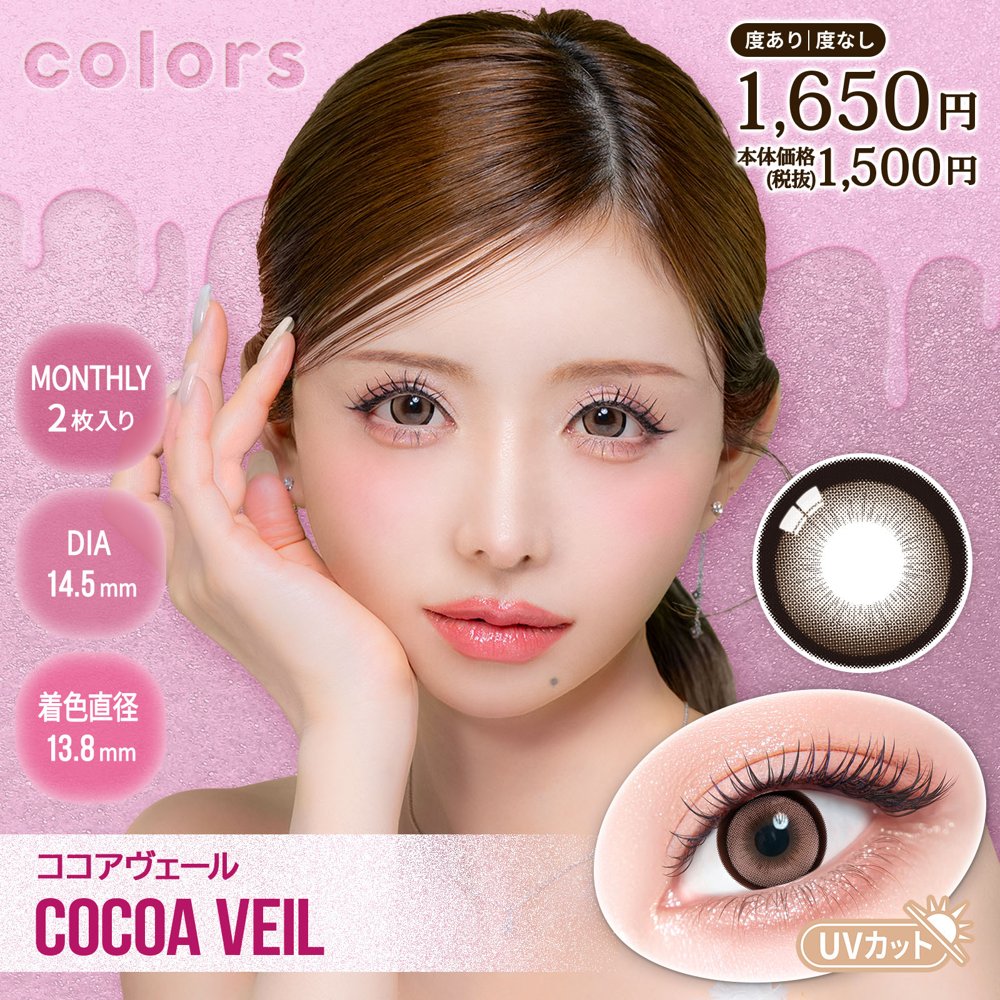 colors
度あり|度なし
1,650円
本体価格
(税抜)1,500円
MONTHLY
2枚入り
DIA
14.5mm
着色直径
13.8mm
ココアヴェール
COCOA VEIL
UVカット